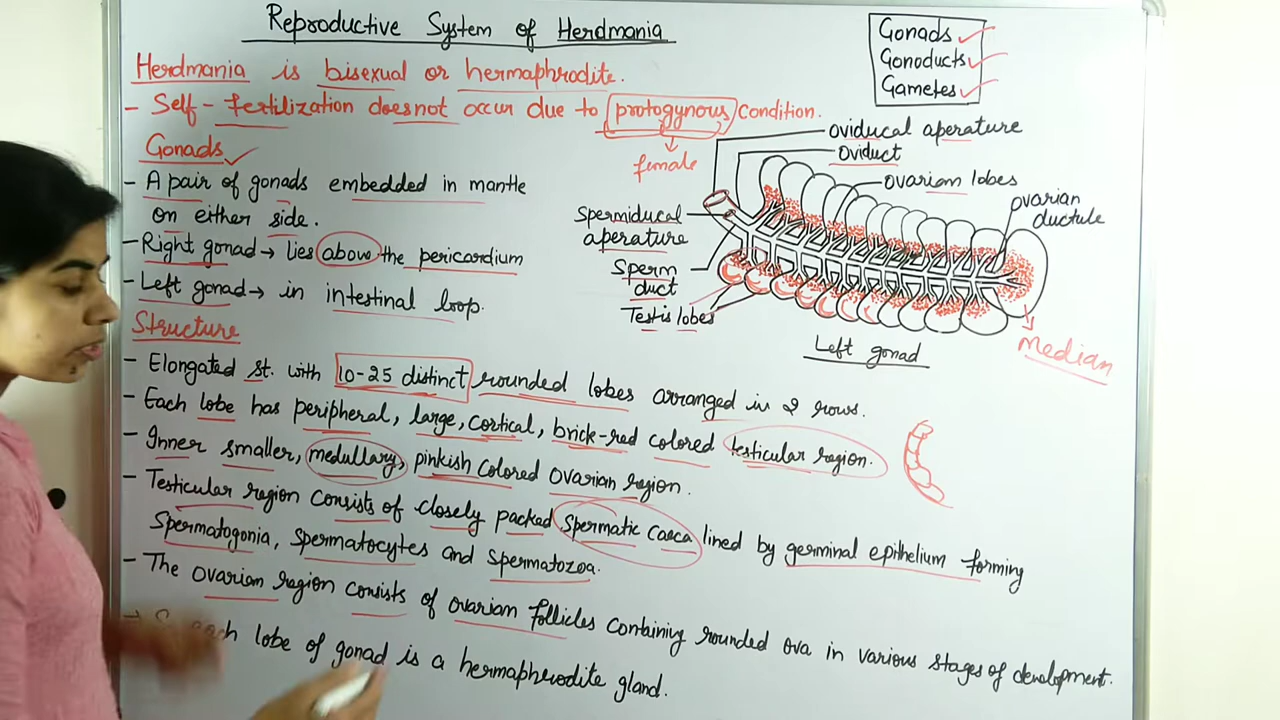 Reproductive System of Herdmania
Gonads
Gonoducts
Gametes
Herdmania is bisexual or hermaphrodite.
- Self-fertilization doesnot occur due to protogynous condition.
female
Gonads
- A pair of gonads embedded in mantle
on either side.
- Right gonad → lies above the pericardium
- Left gonad → in intestinal loop.
oviducal aperature
oviduct
ovarian lobes
ovarian
ductule
Spermiducal
aperature
Sperm
duct
Testis lobes
Left gonad
Median
Structure
- Elongated st. with 10-25 distinct rounded lobes arranged in 2 rows.
- Each lobe has peripheral, large, cortical, brick-red colored testicular region.
- Inner smaller, medullary, pinkish colored ovarian region.
- Testicular region consists of closely packed spermatic caeca lined by germinal epithelium forming
spermatogonia, spermatocytes and spermatozoa.
- The ovarian region consists of ovarian follicles containing rounded ova in various stages of development.
each lobe of gonad is a hermapherodite gland.